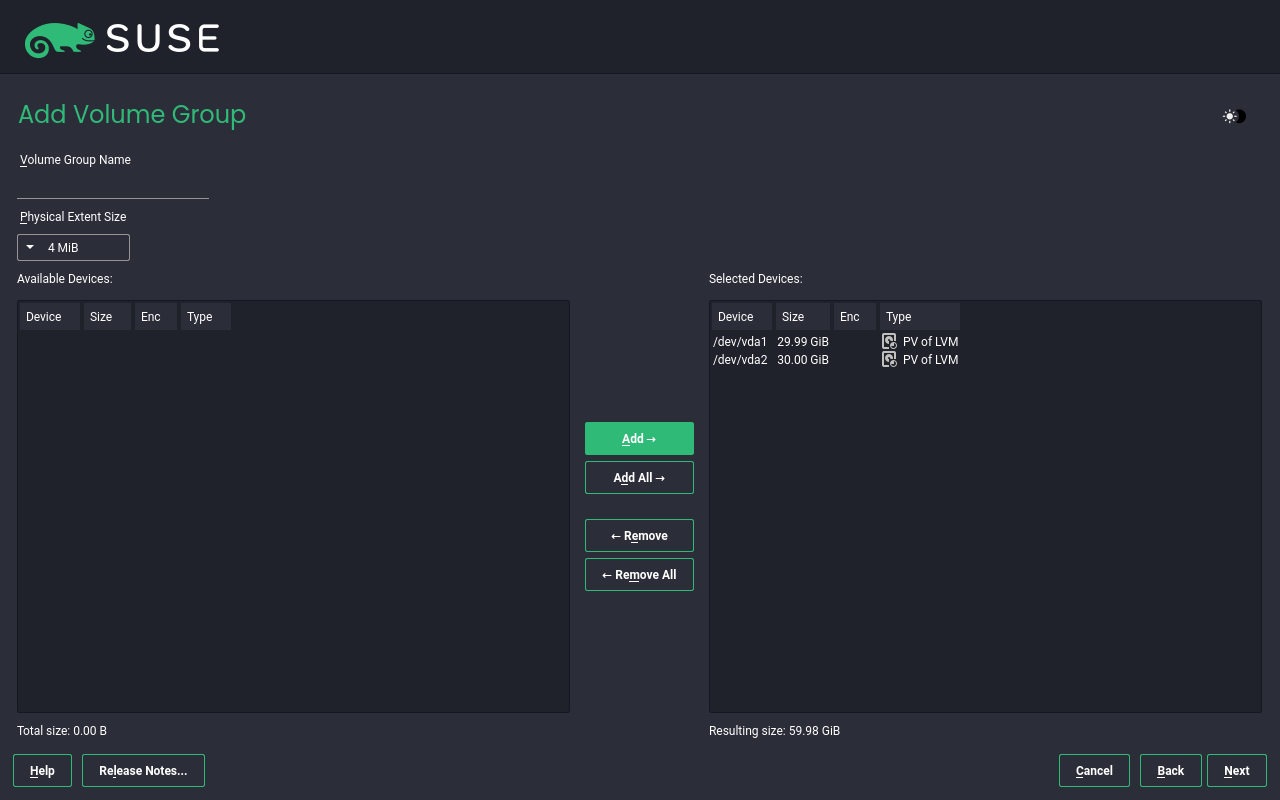 SUSE
Add Volume Group
Volume Group Name
Physical Extent Size
4 MiB
Available Devices:
Device Size Enc Type
Add →
Add All →
← Remove
← Remove All
Total size: 0.00 B
Selected Devices:
Device Size Enc Type
/dev/vda1 29.99 GiB PV of LVM
/dev/vda2 30.00 GiB PV of LVM
Resulting size: 59.98 GiB
Help Release Notes... Cancel Back Next